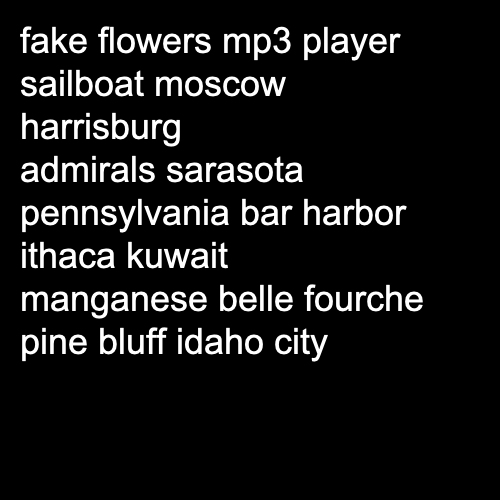 fake flowers mp3 player
sailboat moscow
harrisburg
admirals sarasota
pennsylvania bar harbor
ithaca kuwait
manganese belle fourche
pine bluff idaho city